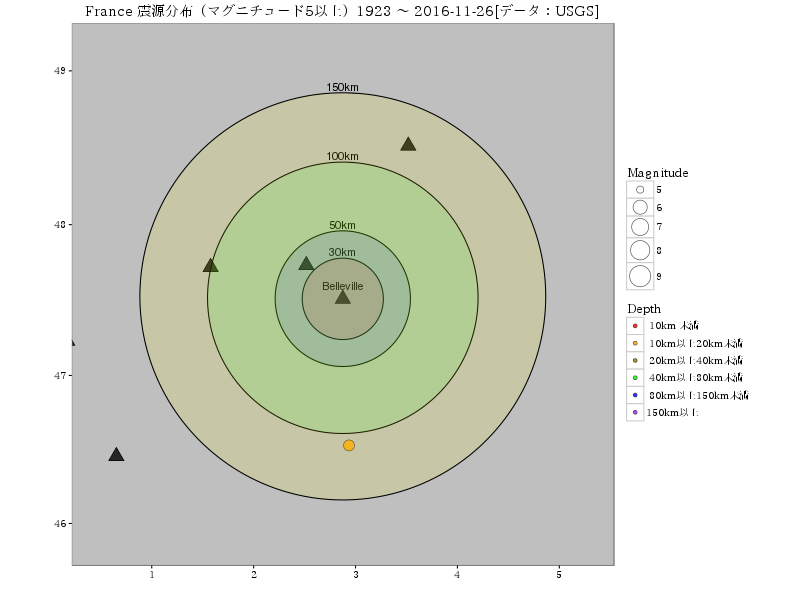 France 震源分布（マグニチュード5以上）1923 ～ 2016-11-26[データ：USGS]
49
48
47
46
1
2
3
4
5
150km
100km
50km
30km
Belleville
Magnitude
5
6
7
8
9
Depth
10km 未満
10km以上20km未満
20km以上40km未満
40km以上80km未満
80km以上150km未満
150km以上